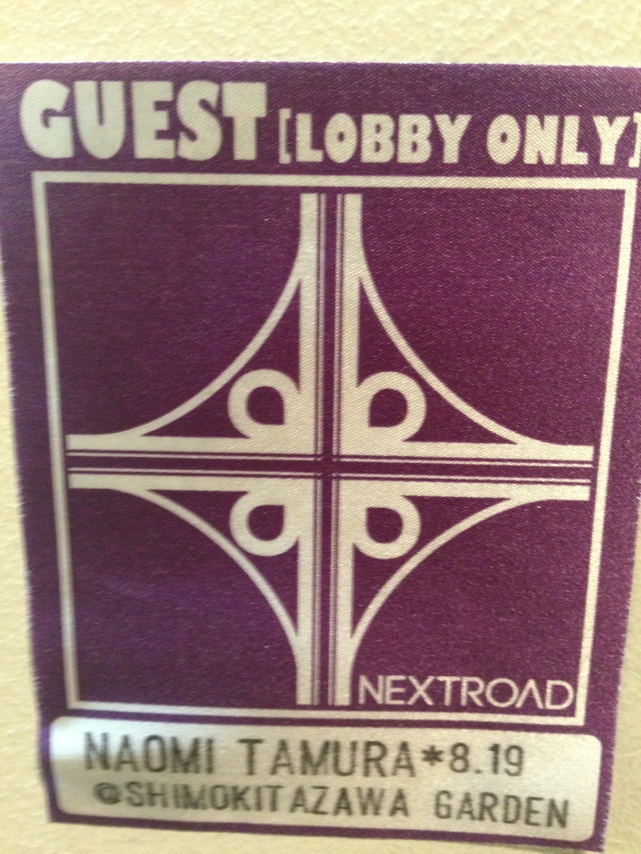 GUEST [LOBBY ONLY]
NEXTROAD
NAOMI TAMURA*8.19
@SHIMOKITAZAWA GARDEN